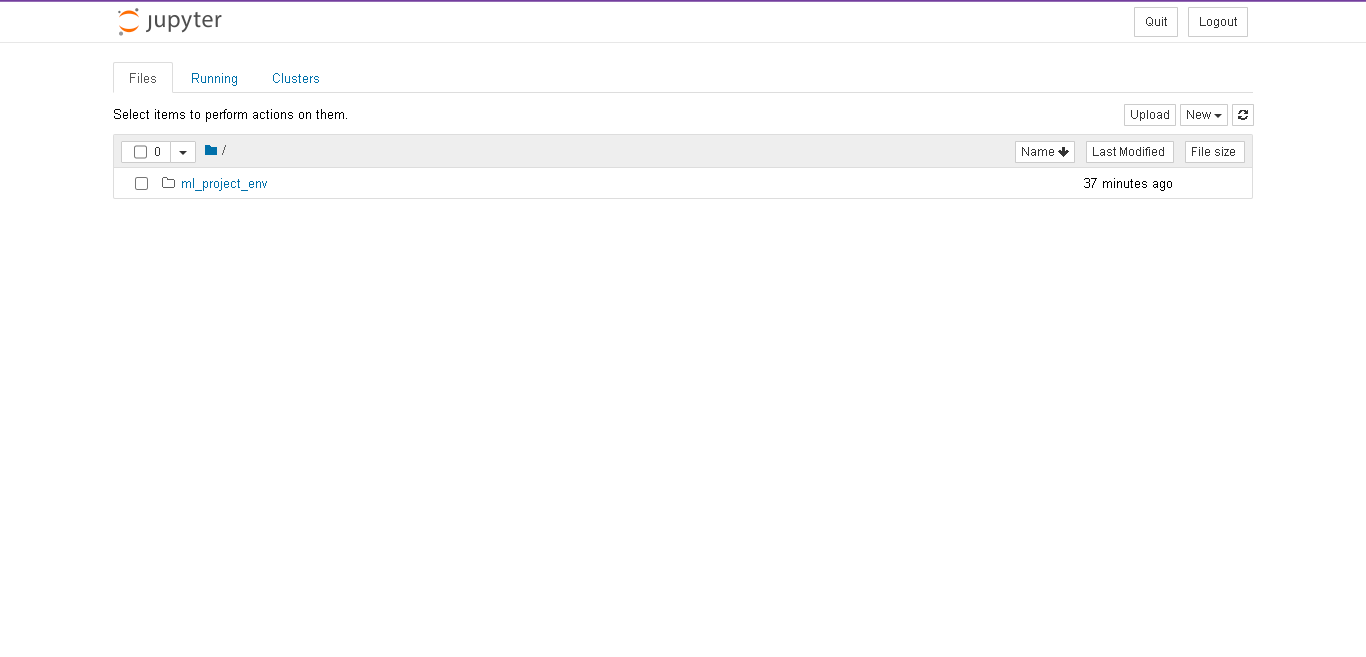 jupyter
Quit Logout
Files Running Clusters
Select items to perform actions on them.
Upload New
0 / Name Last Modified File size
ml_project_env 37 minutes ago